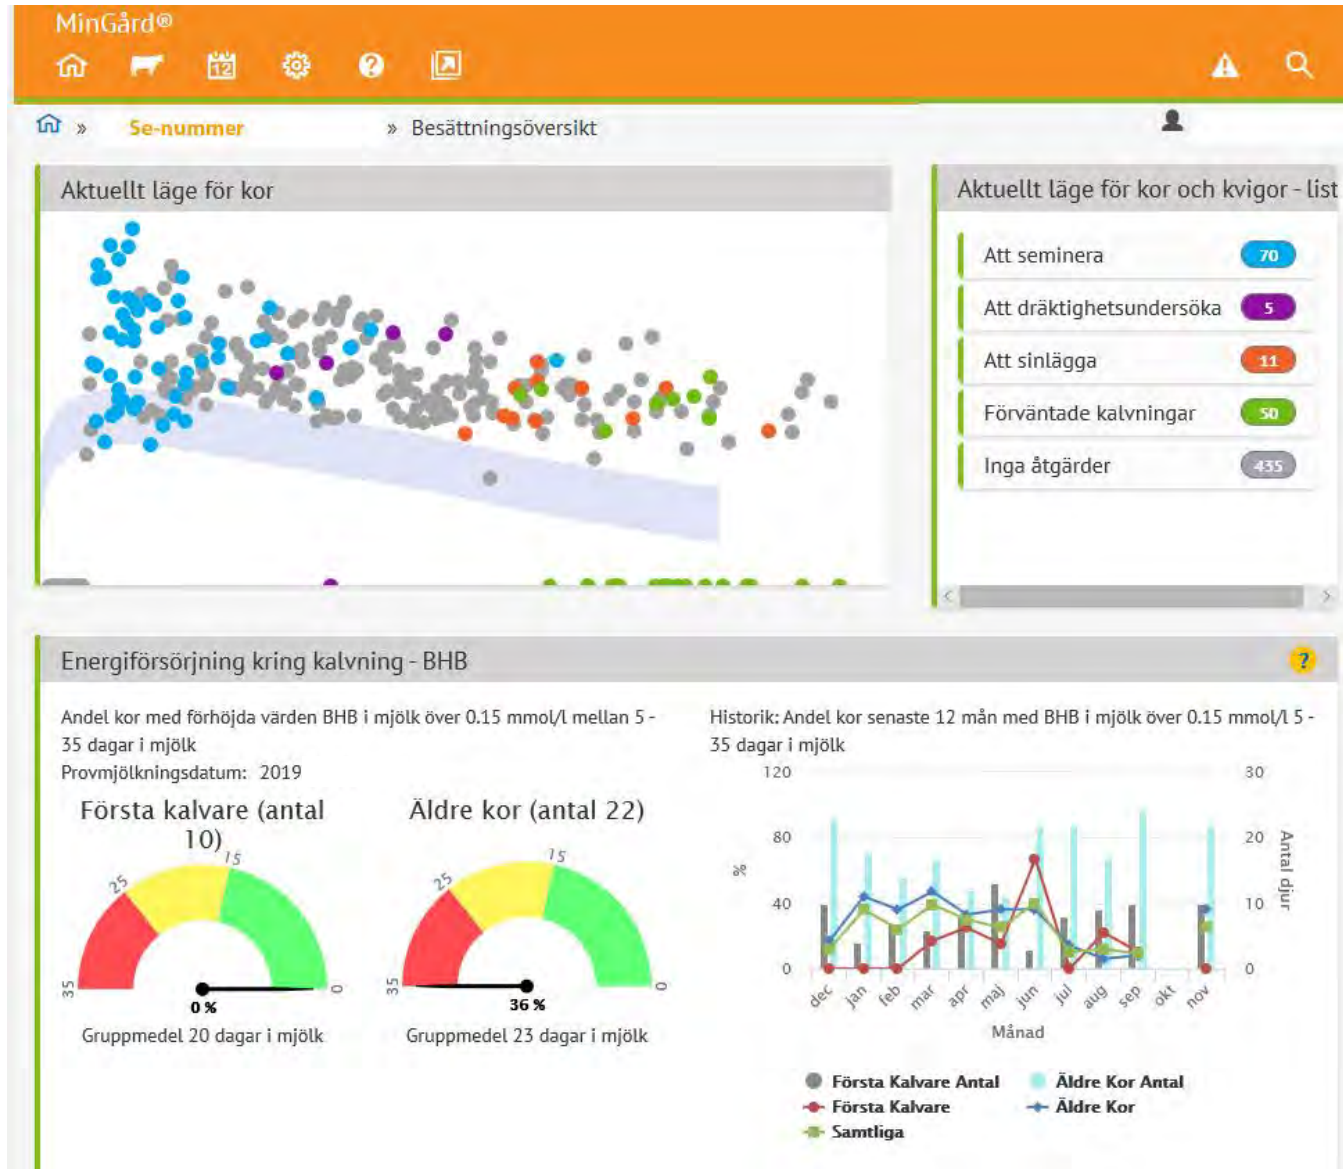 MinGård®
12
» Se-nummer » Besättningsöversikt
Aktuellt läge för kor
Aktuellt läge för kor och kvigor - list
Att seminera 70
Att dräktighetsundersöka 5
Att sinlägga 11
Förväntade kalvningar 50
Inga åtgärder 435
Energiförsörjning kring kalvning - BHB
?
Andel kor med förhöjda värden BHB i mjölk över 0.15 mmol/l mellan 5 -
35 dagar i mjölk
Provmjölkningsdatum: 2019
Första kalvare (antal
10)
35 25 15 0
0 %
Gruppmedel 20 dagar i mjölk
Äldre kor (antal 22)
35 25 15 0
36 %
Gruppmedel 23 dagar i mjölk
Historik: Andel kor senaste 12 mån med BHB i mjölk över 0.15 mmol/l 5 -
35 dagar i mjölk
120 30
80 20
%
Antal djur
40 10
0 0
dec jan feb mar apr maj jun jul aug sep okt nov
Månad
Första Kalvare Antal Äldre Kor Antal
Första Kalvare Äldre Kor
Samtliga